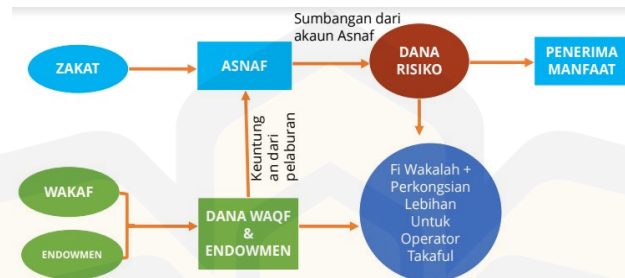 Sumbangan dari
akaun Asnaf
ZAKAT
ASNAF
DANA
RISIKO
PENERIMA
MANFAAT
Keuntung
an dari
pelaburan
WAKAF
ENDOWMEN
DANA WAQF
&
ENDOWMEN
Fi Wakalah +
Perkongsian
Lebihan
Untuk
Operator
Takaful